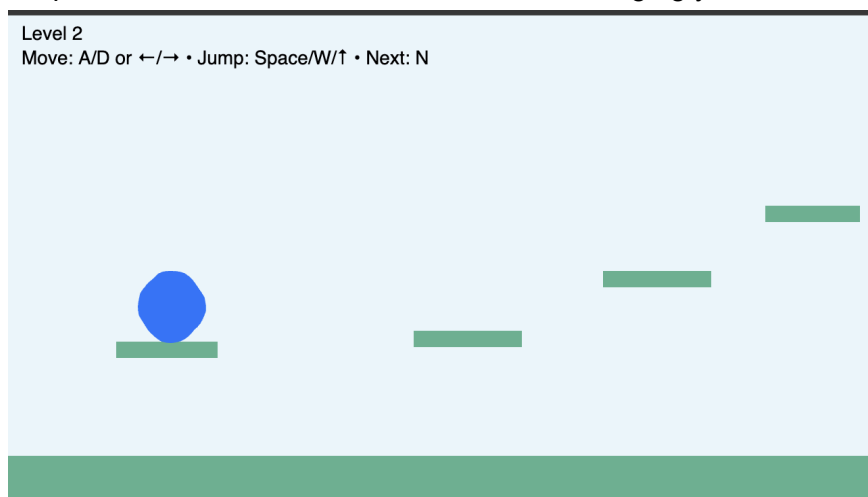 Level 2
Move: A/D or ←/→ • Jump: Space/W/↑ • Next: N